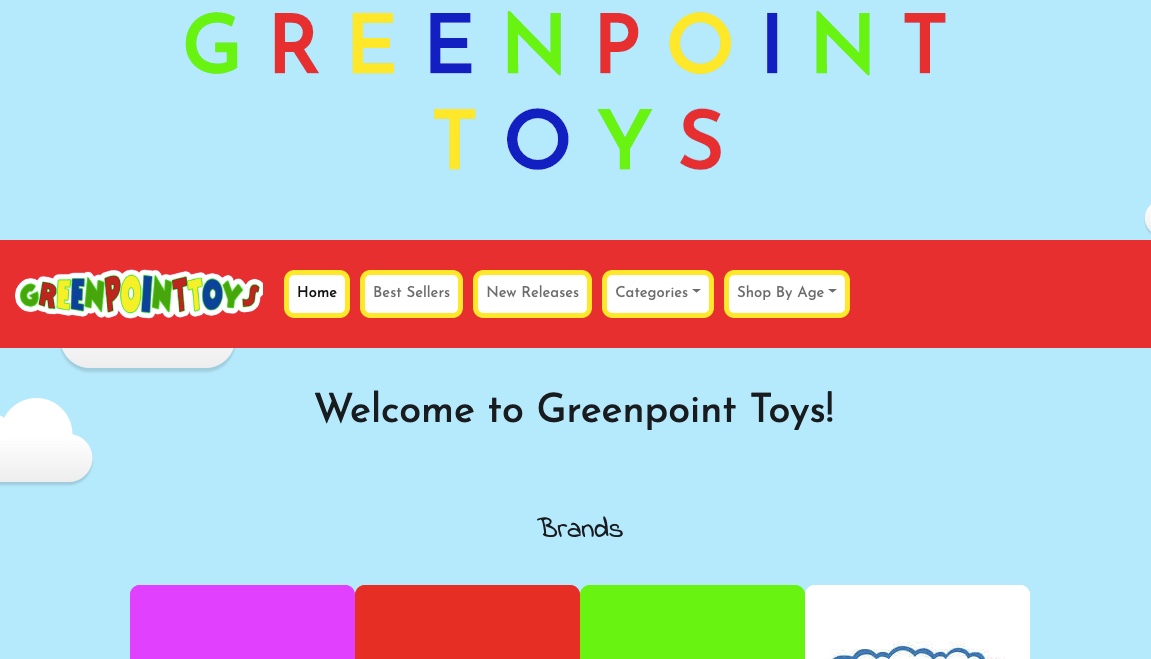 GREENPOINT
TOYS
GREENPOINTTOYS
Home
Best Sellers
New Releases
Categories
Shop By Age
Welcome to Greenpoint Toys!
Brands